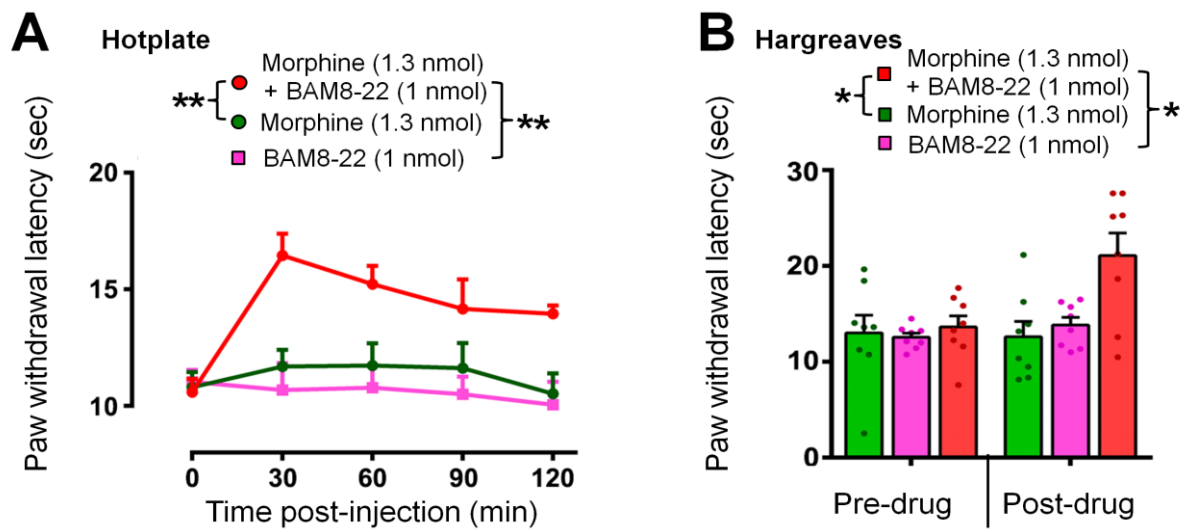 A Hotplate
Morphine (1.3 nmol)
+ BAM8-22 (1 nmol)
Morphine (1.3 nmol)
BAM8-22 (1 nmol)
**
**
Paw withdrawal latency (sec)
20
15
10
0 30 60 90 120
Time post-injection (min)
B Hargreaves
Morphine (1.3 nmol)
+ BAM8-22 (1 nmol)
Morphine (1.3 nmol)
BAM8-22 (1 nmol)
*
*
Paw withdrawal latency (sec)
30
20
10
0
Pre-drug Post-drug